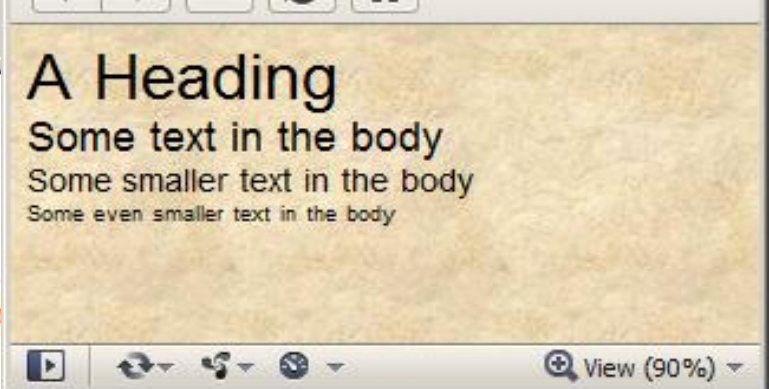 A Heading
Some text in the body
Some smaller text in the body
Some even smaller text in the body
View (90%)